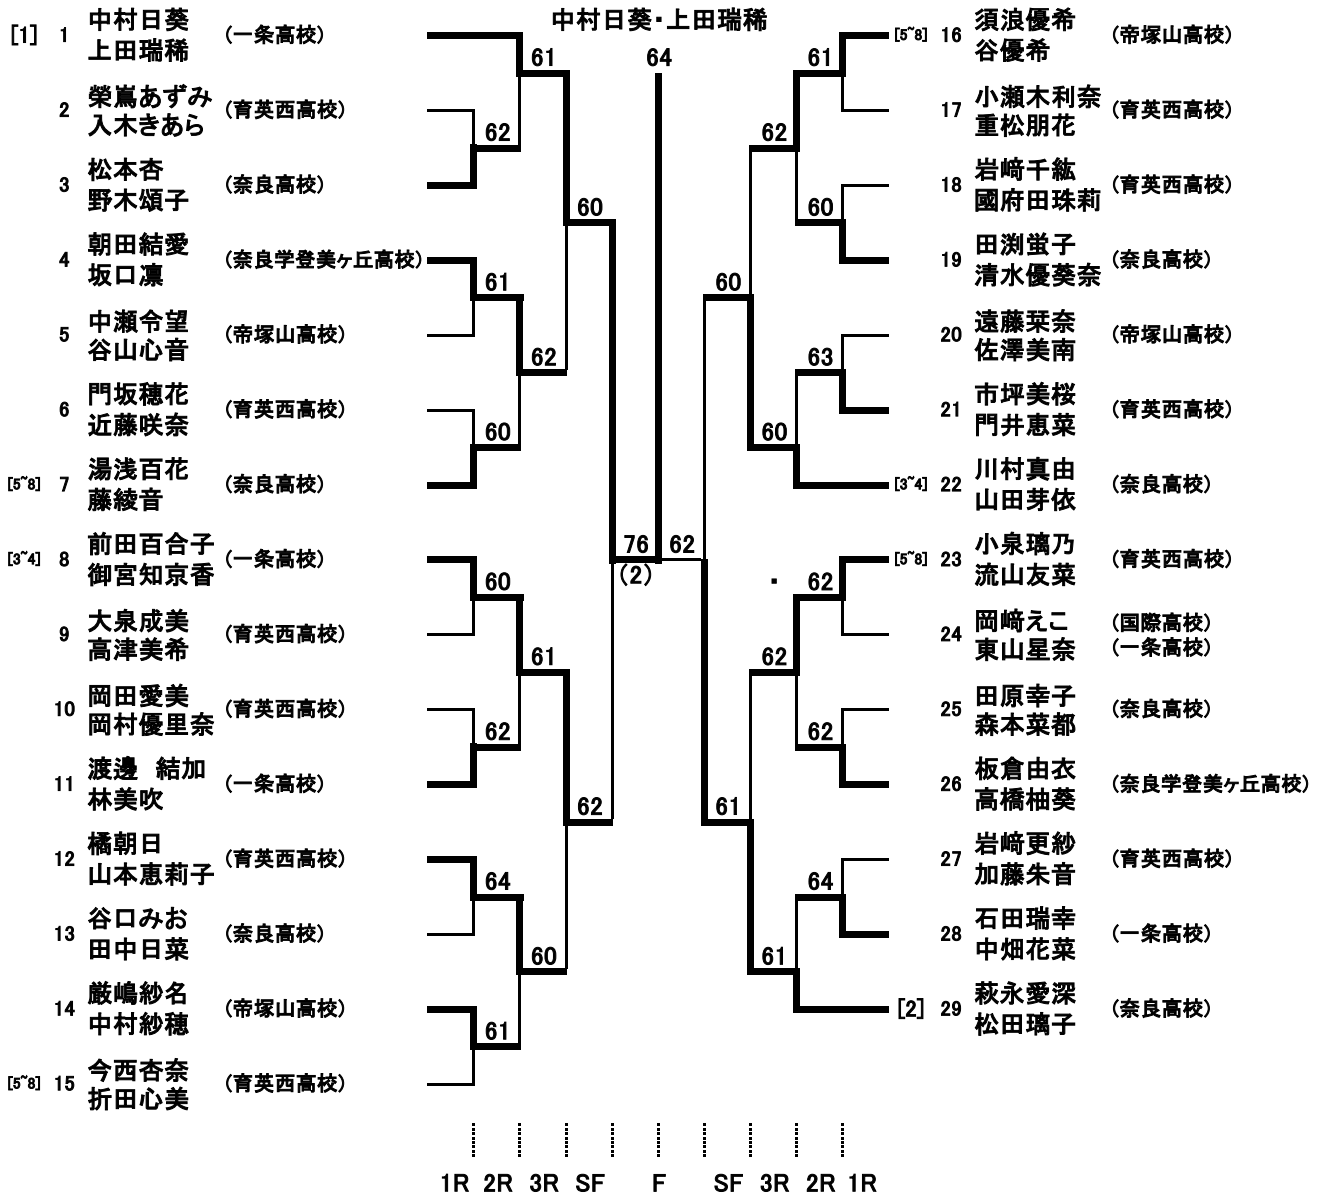 中村日葵・上田瑞稀
64
[1] 1 中村日葵 (一条高校)
上田瑞稀
2 榮嶌あずみ (育英西高校)
入木きあら
3 松本杏 (奈良高校)
野木頌子
4 朝田結愛 (奈良学登美ヶ丘高校)
坂口凛
5 中瀬令望 (帝塚山高校)
谷山心音
6 門坂穂花 (育英西高校)
近藤咲奈
[5~8] 7 湯浅百花 (奈良高校)
藤綾音
[3~4] 8 前田百合子 (一条高校)
御宮知京香
9 大泉成美 (育英西高校)
高津美希
10 岡田愛美 (育英西高校)
岡村優里奈
11 渡邊 結加 (一条高校)
林美吹
12 橘朝日 (育英西高校)
山本恵莉子
13 谷口みお (奈良高校)
田中日菜
14 厳嶋紗名 (帝塚山高校)
中村紗穂
[5~8] 15 今西杏奈 (育英西高校)
折田心美
61
62
60
61
62
60
76
(2)
60
61
62
62
64
60
61
[5~8] 16 須浪優希 (帝塚山高校)
谷優希
17 小瀬木利奈 (育英西高校)
重松朋花
18 岩﨑千紘 (育英西高校)
國府田珠莉
19 田渕蛍子 (奈良高校)
清水優葵奈
20 遠藤栞奈 (帝塚山高校)
佐澤美南
21 市坪美桜 (育英西高校)
門井恵菜
[3~4] 22 川村真由 (奈良高校)
山田芽依
[5~8] 23 小泉璃乃 (育英西高校)
流山友菜
24 岡﨑えこ (国際高校)
東山星奈 (一条高校)
25 田原幸子 (奈良高校)
森本菜都
26 板倉由衣 (奈良学登美ヶ丘高校)
高橋柚葵
27 岩﨑更紗 (育英西高校)
加藤朱音
28 石田瑞幸 (一条高校)
中畑花菜
[2] 29 萩永愛深 (奈良高校)
松田璃子
61
62
60
60
63
60
62
62
62
62
61
64
61
1R 2R 3R SF F SF 3R 2R 1R